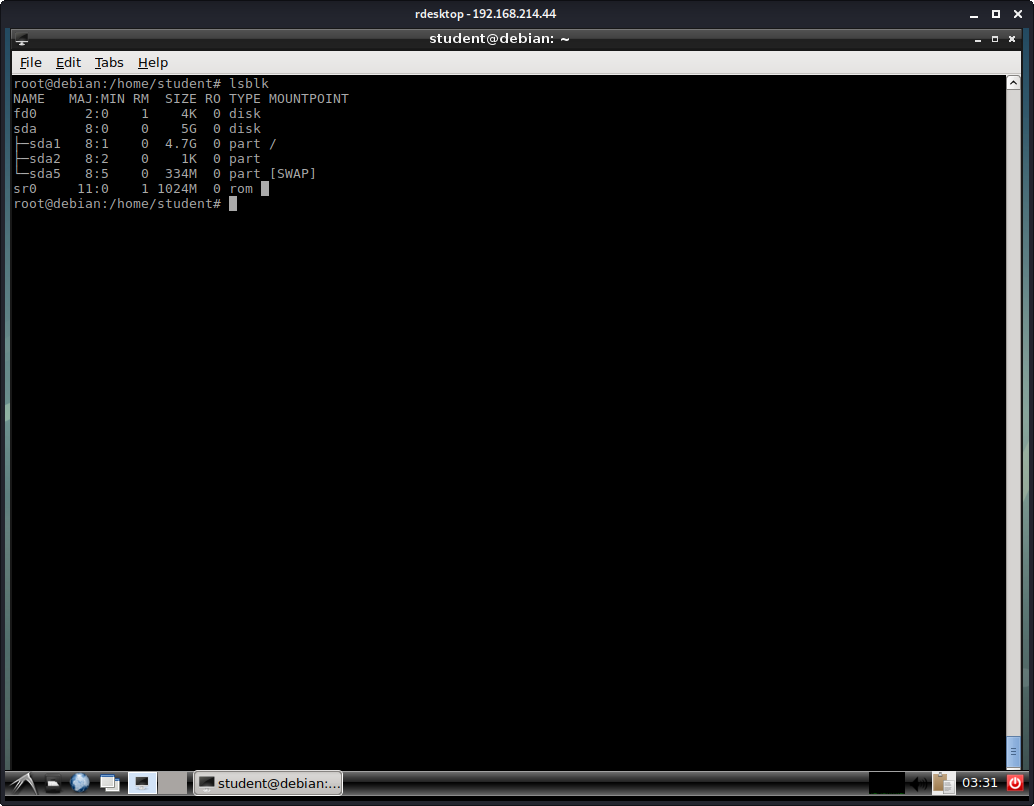 rdesktop - 192.168.214.44
student@debian: ~
File Edit Tabs Help
root@debian:/home/student# lsblk
NAME   MAJ:MIN RM  SIZE RO TYPE MOUNTPOINT
fd0      2:0    1    4K  0 disk
sda      8:0    0    5G  0 disk
├─sda1   8:1    0  4.7G  0 part /
├─sda2   8:2    0    1K  0 part
└─sda5   8:5    0  334M  0 part [SWAP]
sr0     11:0    1 1024M  0 rom
root@debian:/home/student#
student@debian:...
03:31